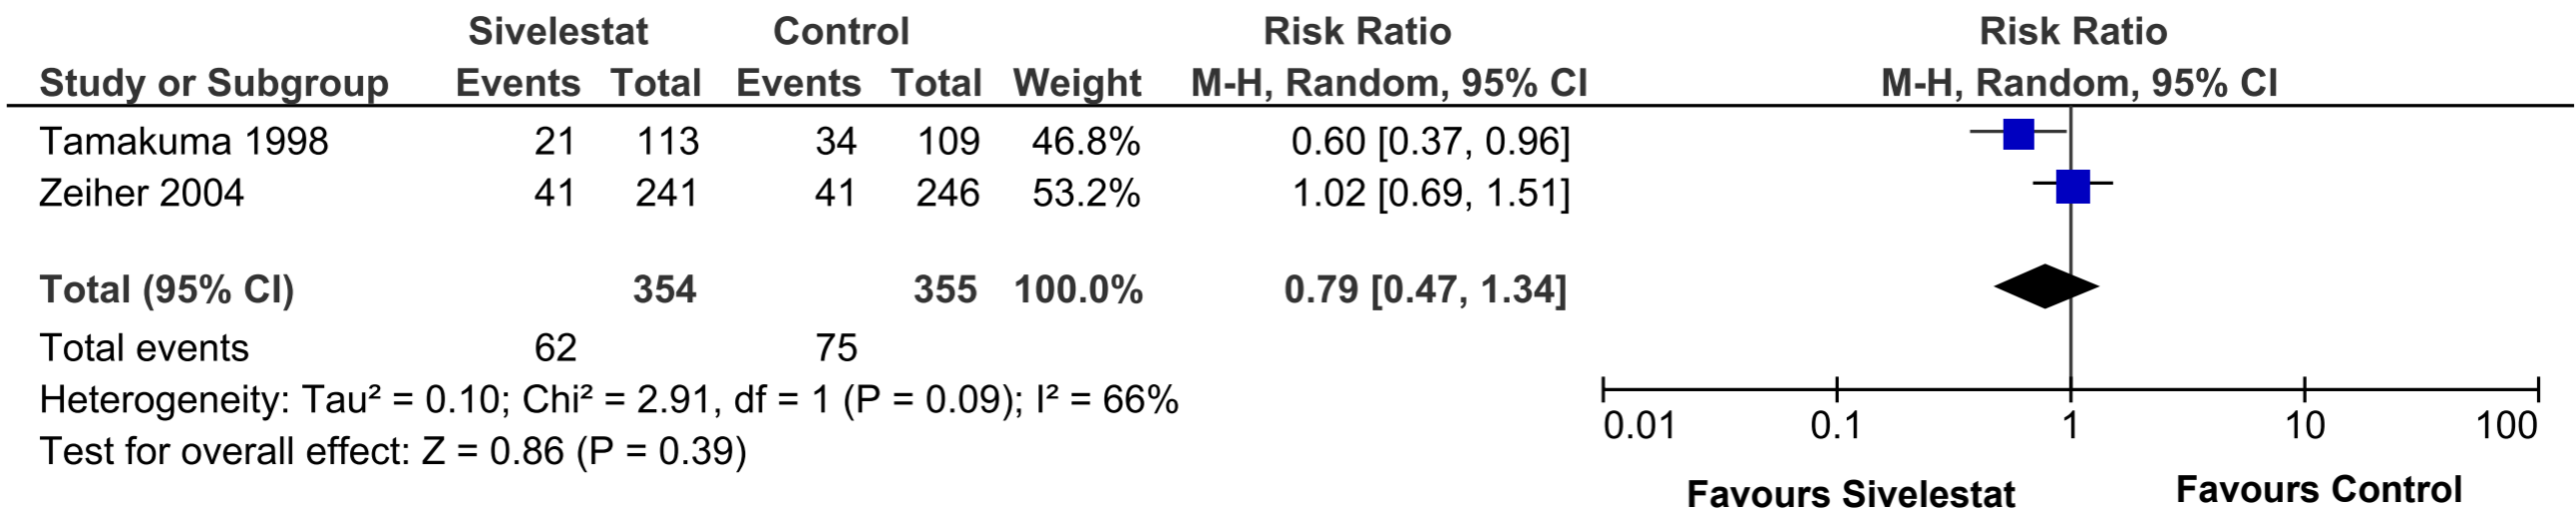 Sivelestat Control Risk Ratio Risk Ratio
Study or Subgroup Events Total Events Total Weight M-H, Random, 95% CI M-H, Random, 95% CI
Tamakuma 1998 21 113 34 109 46.8% 0.60 [0.37, 0.96]
Zeiher 2004 41 241 41 246 53.2% 1.02 [0.69, 1.51]
Total (95% CI) 354 355 100.0% 0.79 [0.47, 1.34]
Total events 62 75
Heterogeneity: Tau² = 0.10; Chi² = 2.91, df = 1 (P = 0.09); I² = 66%
Test for overall effect: Z = 0.86 (P = 0.39)
0.01 0.1 1 10 100
Favours Sivelestat Favours Control